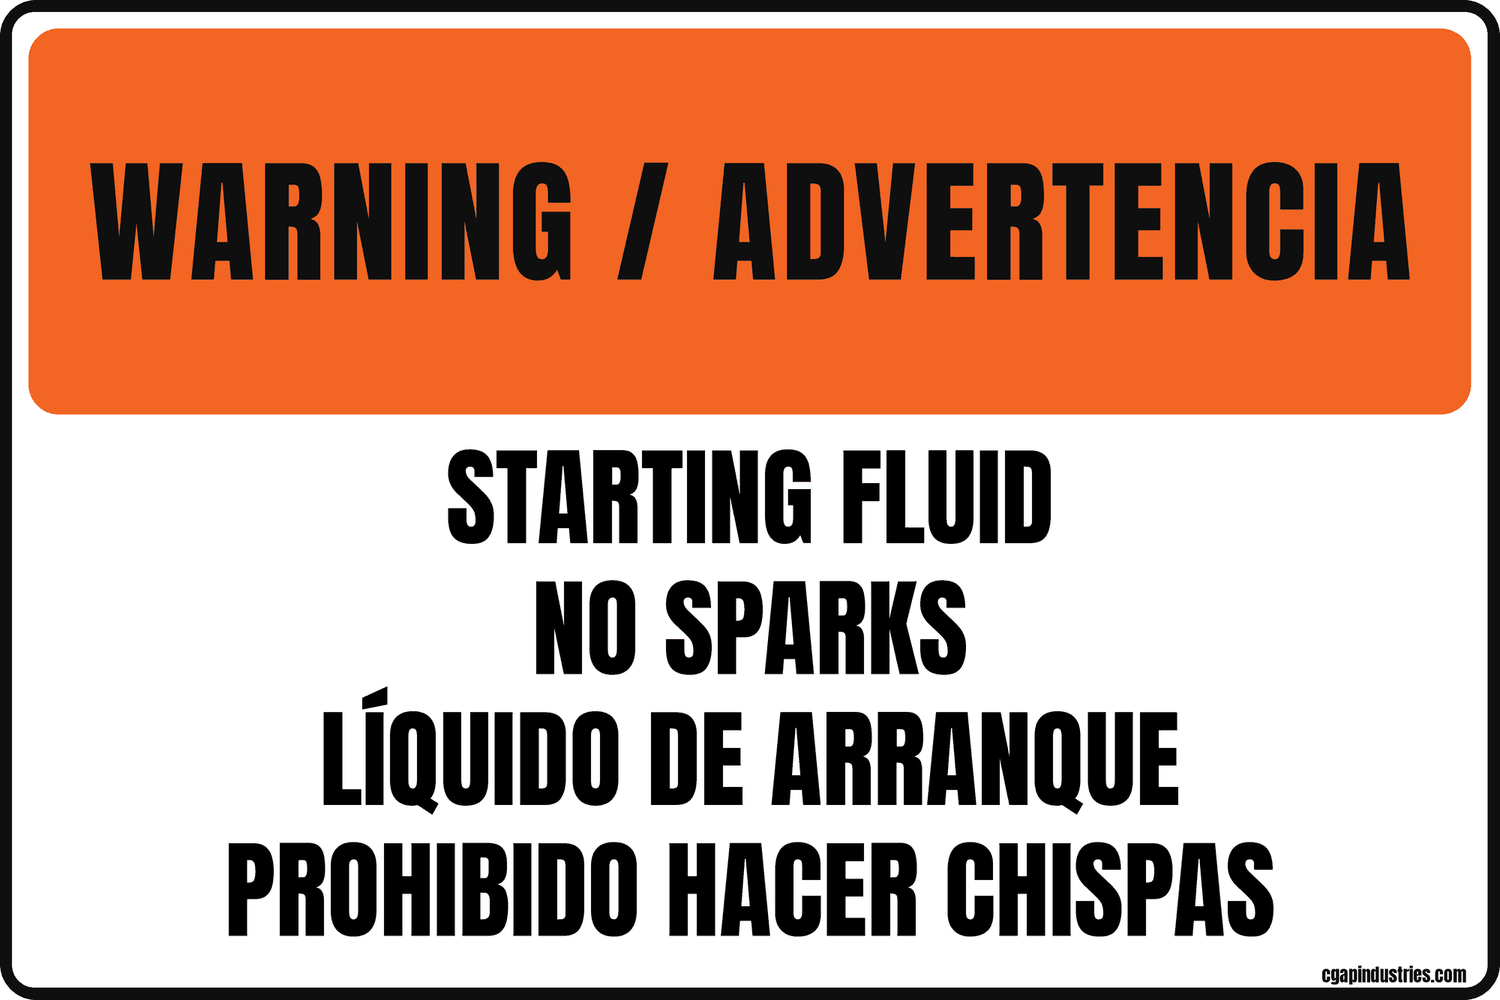 WARNING / ADVERTENCIA
STARTING FLUID
NO SPARKS
LÍQUIDO DE ARRANQUE
PROHIBIDO HACER CHISPAS
cgapindustries.com